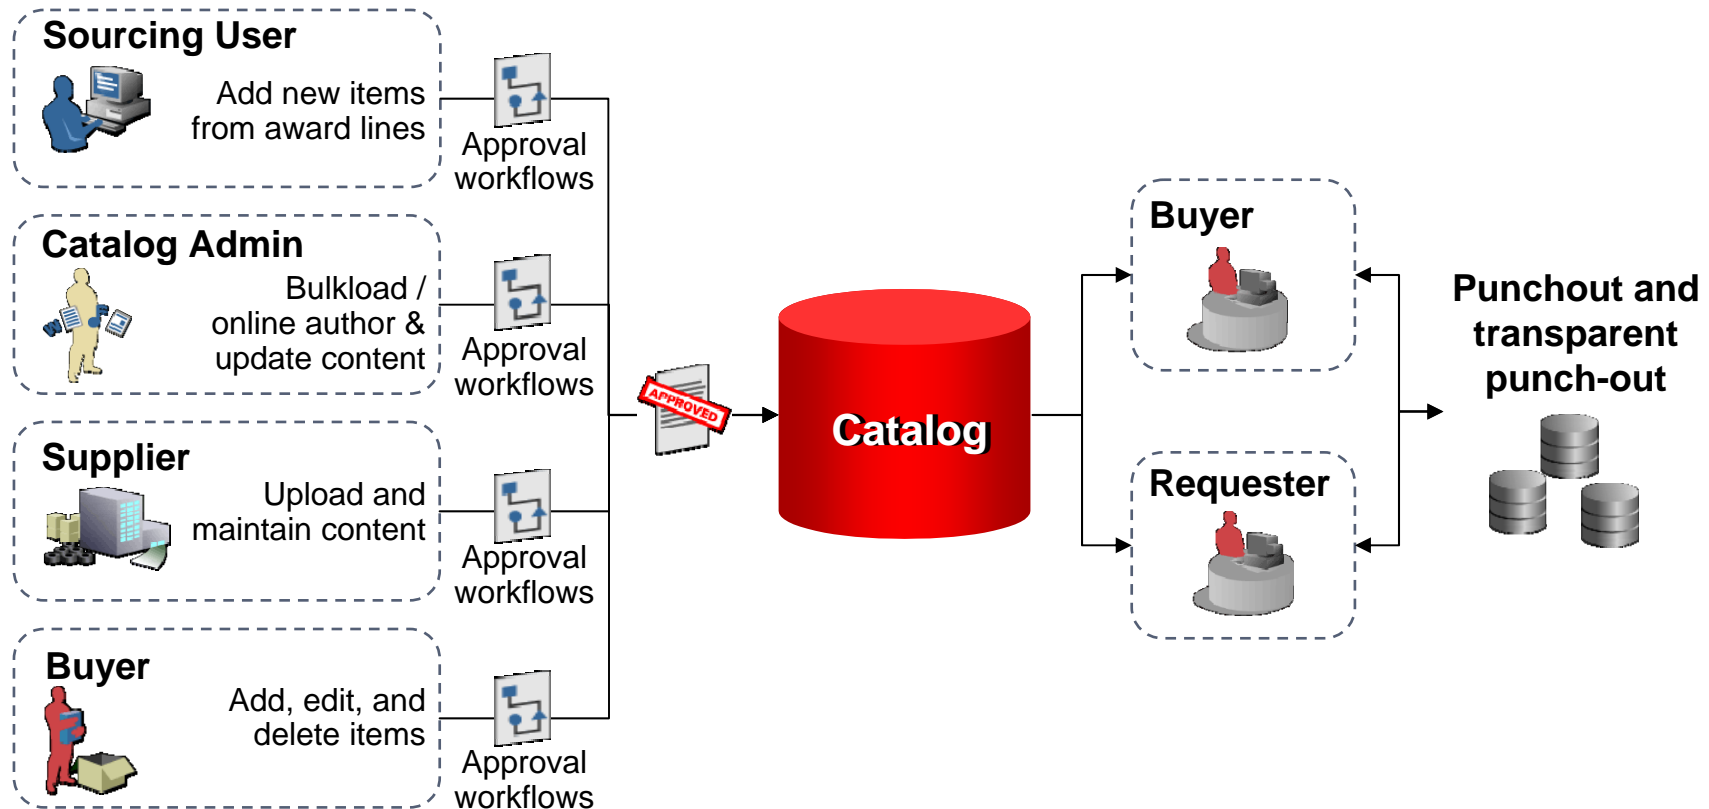 Sourcing User
Add new items
from award lines
Approval
workflows
Catalog Admin
Bulkload /
online author &
update content
Approval
workflows
Supplier
Upload and
maintain content
Approval
workflows
Buyer
Add, edit, and
delete items
Approval
workflows
APPROVED
Catalog
Buyer
Requester
Punchout and
transparent
punch-out